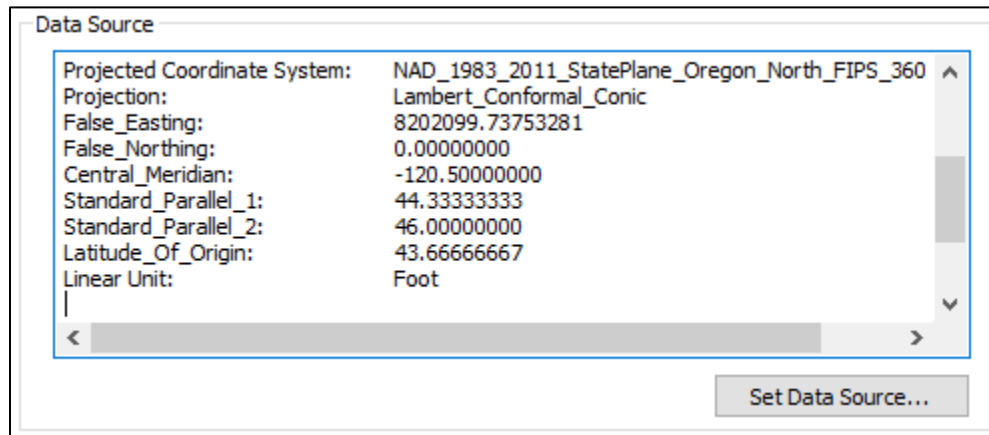 Data Source
Projected Coordinate System: NAD_1983_2011_StatePlane_Oregon_North_FIPS_360
Projection: Lambert_Conformal_Conic
False_Easting: 8202099.73753281
False_Northing: 0.00000000
Central_Meridian: -120.50000000
Standard_Parallel_1: 44.33333333
Standard_Parallel_2: 46.00000000
Latitude_Of_Origin: 43.66666667
Linear Unit: Foot
Set Data Source...